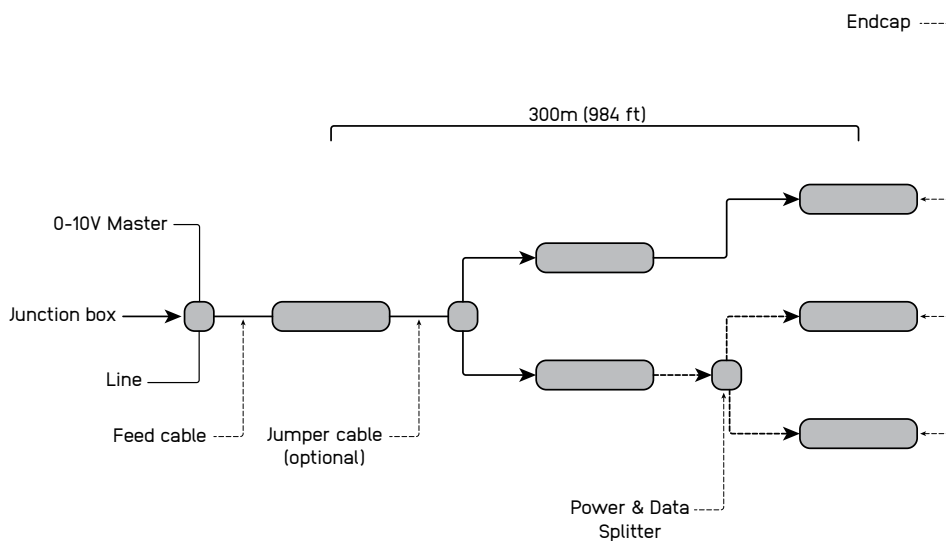 Endcap
300m (984 ft)
0-10V Master
Junction box
Line
Feed cable
Jumper cable
(optional)
Power & Data
Splitter